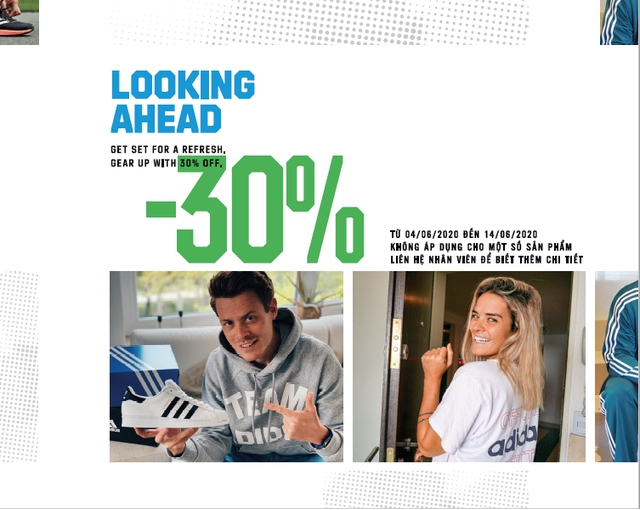 LOOKING
AHEAD
GET SET FOR A REFRESH,
GEAR UP WITH 30% OFF.
-30%
TỪ 04/06/2020 ĐẾN 14/06/2020
KHÔNG ÁP DỤNG CHO MỘT SỐ SẢN PHẨM
LIÊN HỆ NHÂN VIÊN ĐỂ BIẾT THÊM CHI TIẾT
TEAM